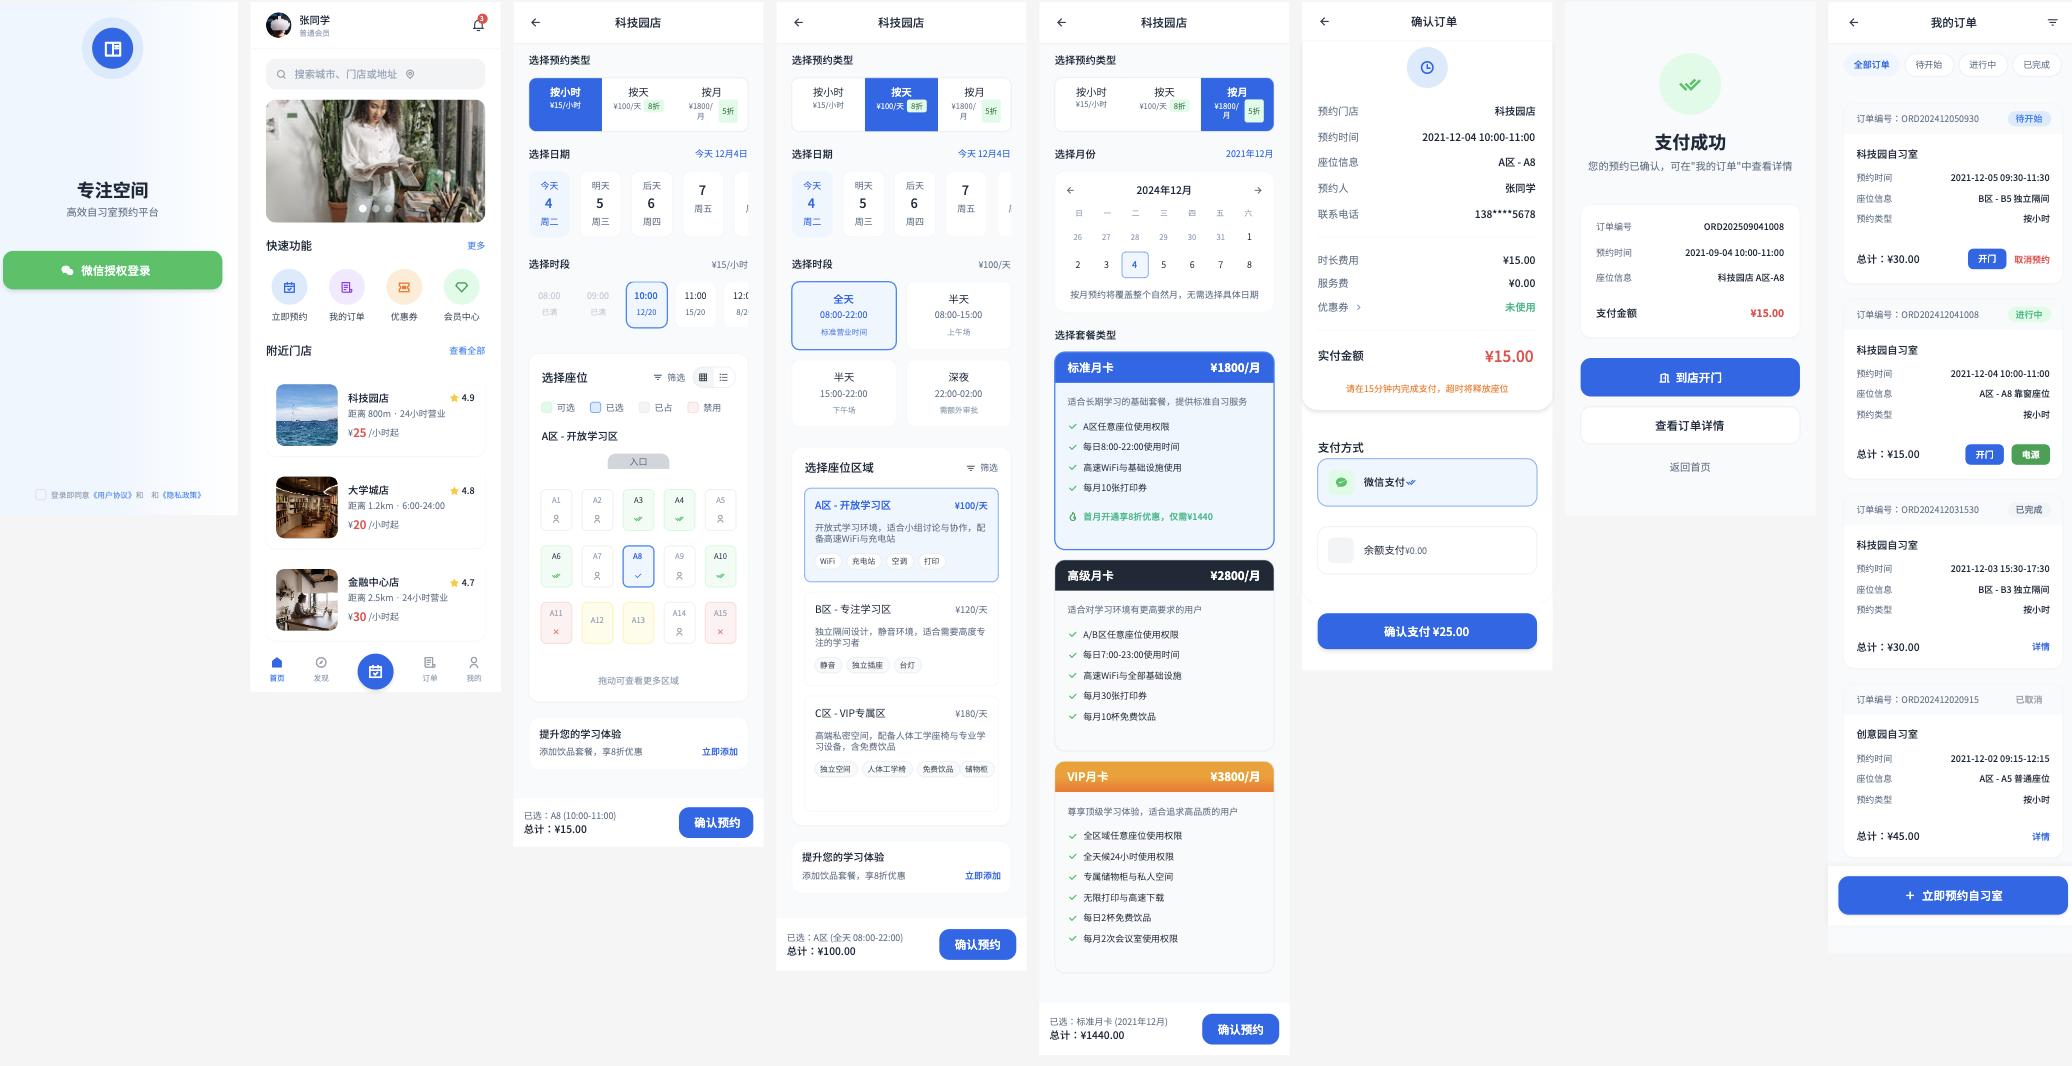 专注空间
高效自习室预约平台
微信授权登录
登录即同意《用户协议》和 和《隐私政策》
张同学
普通会员
3
搜索城市、门店或地址
快速功能
更多
立即预约
我的订单
优惠券
会员中心
附近门店
查看全部
科技园店
4.9
距离 800m · 24小时营业
¥25 /小时起
大学城店
4.8
距离 1.2km · 6:00-24:00
¥20 /小时起
金融中心店
4.7
距离 2.5km · 24小时营业
¥30 /小时起
首页
发现
订单
我的
科技园店
选择预约类型
按小时
¥15/小时
按天
¥100/天 8折
按月
¥1800/月 5折
选择日期
今天 12月4日
今天
4
周二
明天
5
周三
后天
6
周四
7
周五
选择时段
¥15/小时
08:00
已满
09:00
已满
10:00
12/20
11:00
15/20
12:0
8/2
选择座位
筛选
可选
已选
已占
禁用
A区 - 开放学习区
入口
A1
A2
A3
A4
A5
A6
A7
A8
A9
A10
A11
A12
A13
A14
A15
拖动可查看更多区域
提升您的学习体验
添加饮品套餐，享8折优惠
立即添加
已选：A8 (10:00-11:00)
总计：¥15.00
确认预约
科技园店
选择预约类型
按小时
¥15/小时
按天
¥100/天 8折
按月
¥1800/月 5折
选择日期
今天 12月4日
今天
4
周二
明天
5
周三
后天
6
周四
7
周五
选择时段
¥100/天
全天
08:00-22:00
标准营业时间
半天
08:00-15:00
上午场
半天
15:00-22:00
下午场
深夜
22:00-02:00
需额外审批
选择座位区域
筛选
A区 - 开放学习区
¥100/天
开放式学习环境，适合小组讨论与协作，配
备高速WiFi与充电站
WiFi
充电站
空调
打印
B区 - 专注学习区
¥120/天
独立隔间设计，静音环境，适合需要高度专
注的学习者
静音
独立插座
台灯
C区 - VIP专属区
¥180/天
高端私密空间，配备人体工学座椅与专业学
习设备，含免费饮品
独立空间
人体工学椅
免费饮品
储物柜
提升您的学习体验
添加饮品套餐，享8折优惠
立即添加
已选：A区 (全天 08:00-22:00)
总计：¥100.00
确认预约
科技园店
选择预约类型
按小时
¥15/小时
按天
¥100/天 8折
按月
¥1800/月 5折
选择月份
2021年12月
2024年12月
日 一 二 三 四 五 六
26 27 28 29 30 31 1
2 3 4 5 6 7 8
按月预约将覆盖整个自然月，无需选择具体日期
选择套餐类型
标准月卡
¥1800/月
适合长期学习的基础套餐，提供标准自习服务
A区任意座位使用权限
每日8:00-22:00使用时间
高速WiFi与基础设施使用
每月10张打印券
首月开通享8折优惠，仅需¥1440
高级月卡
¥2800/月
适合对学习环境有更高要求的用户
A/B区任意座位使用权限
每日7:00-23:00使用时间
高速WiFi与全部基础设施
每月30张打印券
每月10杯免费饮品
VIP月卡
¥3800/月
尊享顶级学习体验，适合追求高品质的用户
全区域任意座位使用权限
全天候24小时使用权限
专属储物柜与私人空间
无限打印与高速下载
每日2杯免费饮品
每月2次会议室使用权限
已选：标准月卡 (2021年12月)
总计：¥1440.00
确认预约
确认订单
预约门店
科技园店
预约时间
2021-12-04 10:00-11:00
座位信息
A区 - A8
预约人
张同学
联系电话
138****5678
时长费用
¥15.00
服务费
¥0.00
优惠券
未使用
实付金额
¥15.00
请在15分钟内完成支付，超时将释放座位
支付方式
微信支付
余额支付¥0.00
确认支付 ¥25.00
支付成功
您的预约已确认，可在"我的订单"中查看详情
订单编号
ORD202509041008
预约时间
2021-09-04 10:00-11:00
座位信息
科技园店 A区-A8
支付金额
¥15.00
到店开门
查看订单详情
返回首页
我的订单
全部订单
待开始
进行中
已完成
订单编号：ORD202412050930
待开始
科技园自习室
预约时间
2021-12-05 09:30-11:30
座位信息
B区 - B5 独立隔间
预约类型
按小时
总计：¥30.00
开门
取消预约
订单编号：ORD202412041008
进行中
科技园自习室
预约时间
2021-12-04 10:00-11:00
座位信息
A区 - A8 靠窗座位
预约类型
按小时
总计：¥15.00
开门
电源
订单编号：ORD202412031530
已完成
科技园自习室
预约时间
2021-12-03 15:30-17:30
座位信息
B区 - B3 独立隔间
预约类型
按小时
总计：¥30.00
详情
订单编号：ORD202412020915
已取消
创意园自习室
预约时间
2021-12-02 09:15-12:15
座位信息
A区 - A5 普通座位
预约类型
按小时
总计：¥45.00
详情
立即预约自习室